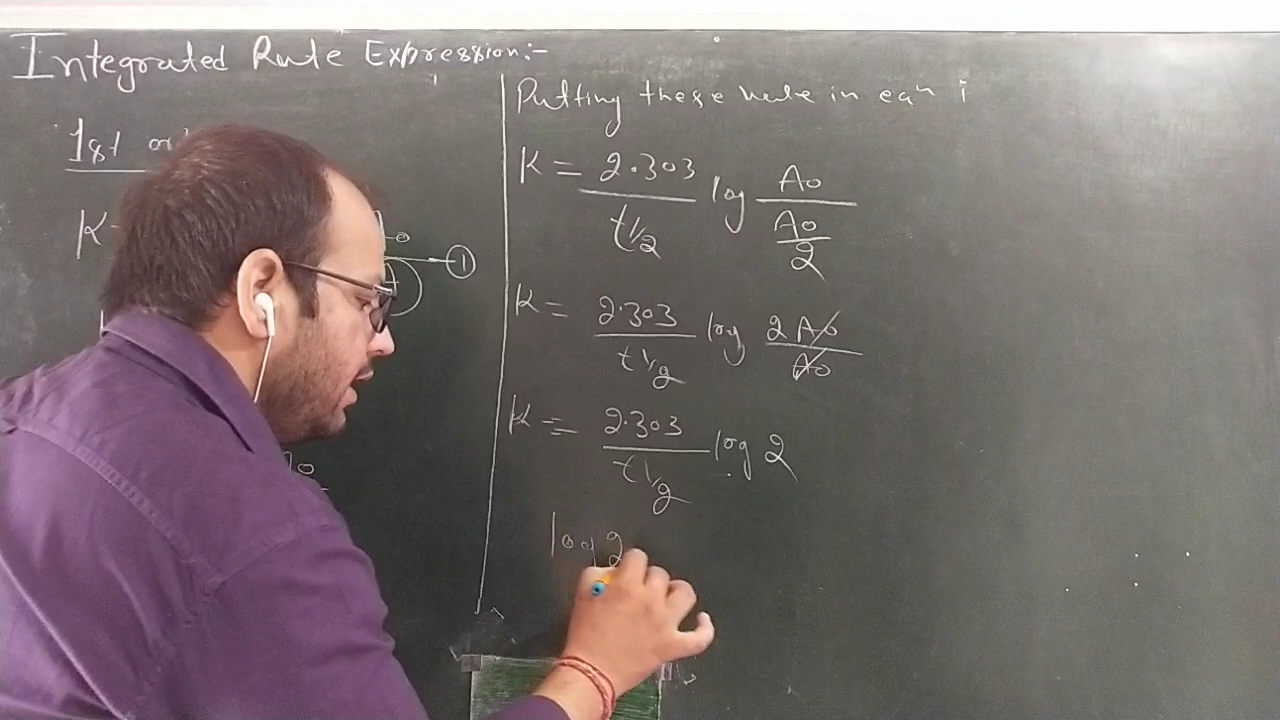 Integrated Rate Expression:-
1st or
K
1
Putting these value in eqn i
K = 2.303 / t1/2 log A0 / A0/2
K = 2.303 / t1/2 log 2A0 / A0
K = 2.303 / t1/2 log 2
log 2